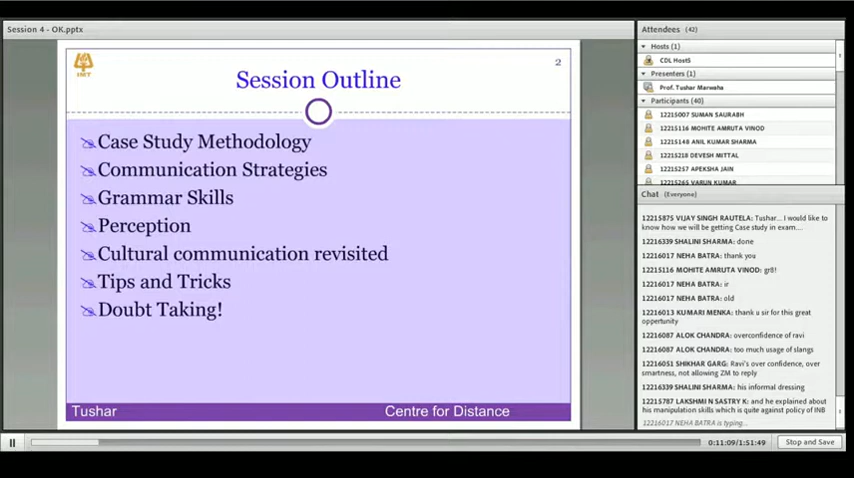 Session 4 - OK.pptx
IMT
2
Session Outline
Case Study Methodology
Communication Strategies
Grammar Skills
Perception
Cultural communication revisited
Tips and Tricks
Doubt Taking!
Tushar
Centre for Distance
Attendees (42)
Hosts (1)
CDL Host5
Presenters (1)
Prof. Tushar Marwaha
Participants (40)
12215007 SUMAN SAURABH
12215116 MOHITE AMRUTA VINOD
12215148 ANIL KUMAR SHARMA
12215218 DEVESH MITTAL
12215257 APEKSHA JAIN
12215265 VARUN KUMAR
Chat (Everyone)
12215875 VIJAY SINGH RAUTELA: Tushar... I would like to
know how we will be getting Case study in exam...
12216339 SHALINI SHARMA: done
12216017 NEHA BATRA: thank you
12215116 MOHITE AMRUTA VINOD: gr8!
12216017 NEHA BATRA: ir
12216017 NEHA BATRA: old
12216013 KUMARI MENKA: thank u sir for this great
oppertunity
12216087 ALOK CHANDRA: overconfidence of ravi
12216087 ALOK CHANDRA: too much usage of slangs
12216051 SHIKHAR GARG: Ravi's over confidence, over
smartness, not allowing ZM to reply
12216339 SHALINI SHARMA: his informal dressing
12215787 LAKSHMI N SASTRY K: and he explained about
his manipulation skills which is quite against policy of INB
12216017 NEHA BATRA is typing...
0:11:09/1:51:49
Stop and Save